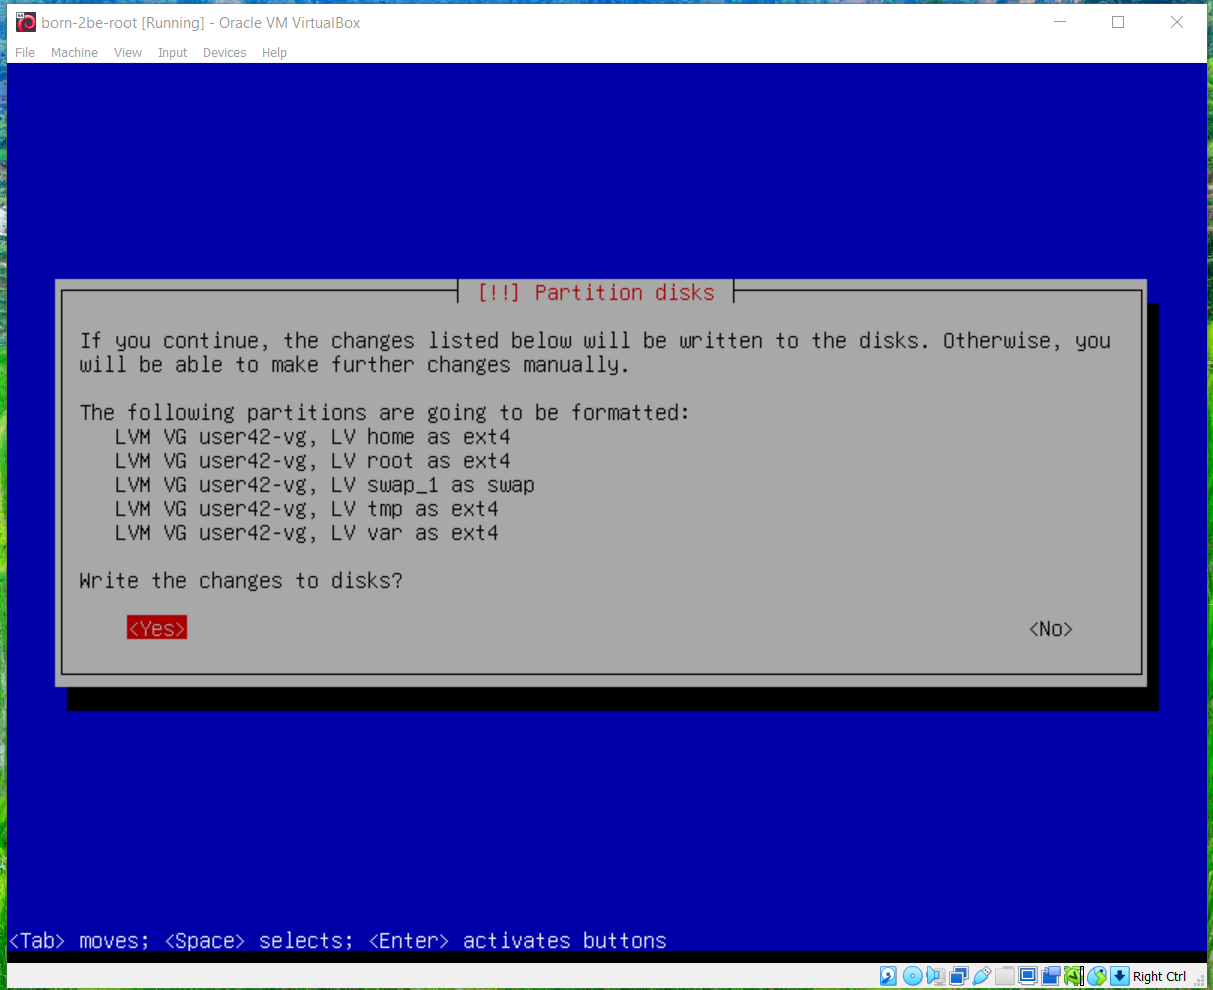 born-2be-root [Running] - Oracle VM VirtualBox
File Machine View Input Devices Help
[!!] Partition disks
If you continue, the changes listed below will be written to the disks. Otherwise, you
will be able to make further changes manually.
The following partitions are going to be formatted:
LVM VG user42-vg, LV home as ext4
LVM VG user42-vg, LV root as ext4
LVM VG user42-vg, LV swap_1 as swap
LVM VG user42-vg, LV tmp as ext4
LVM VG user42-vg, LV var as ext4
Write the changes to disks?
<Yes> <No>
<Tab> moves; <Space> selects; <Enter> activates buttons
Right Ctrl